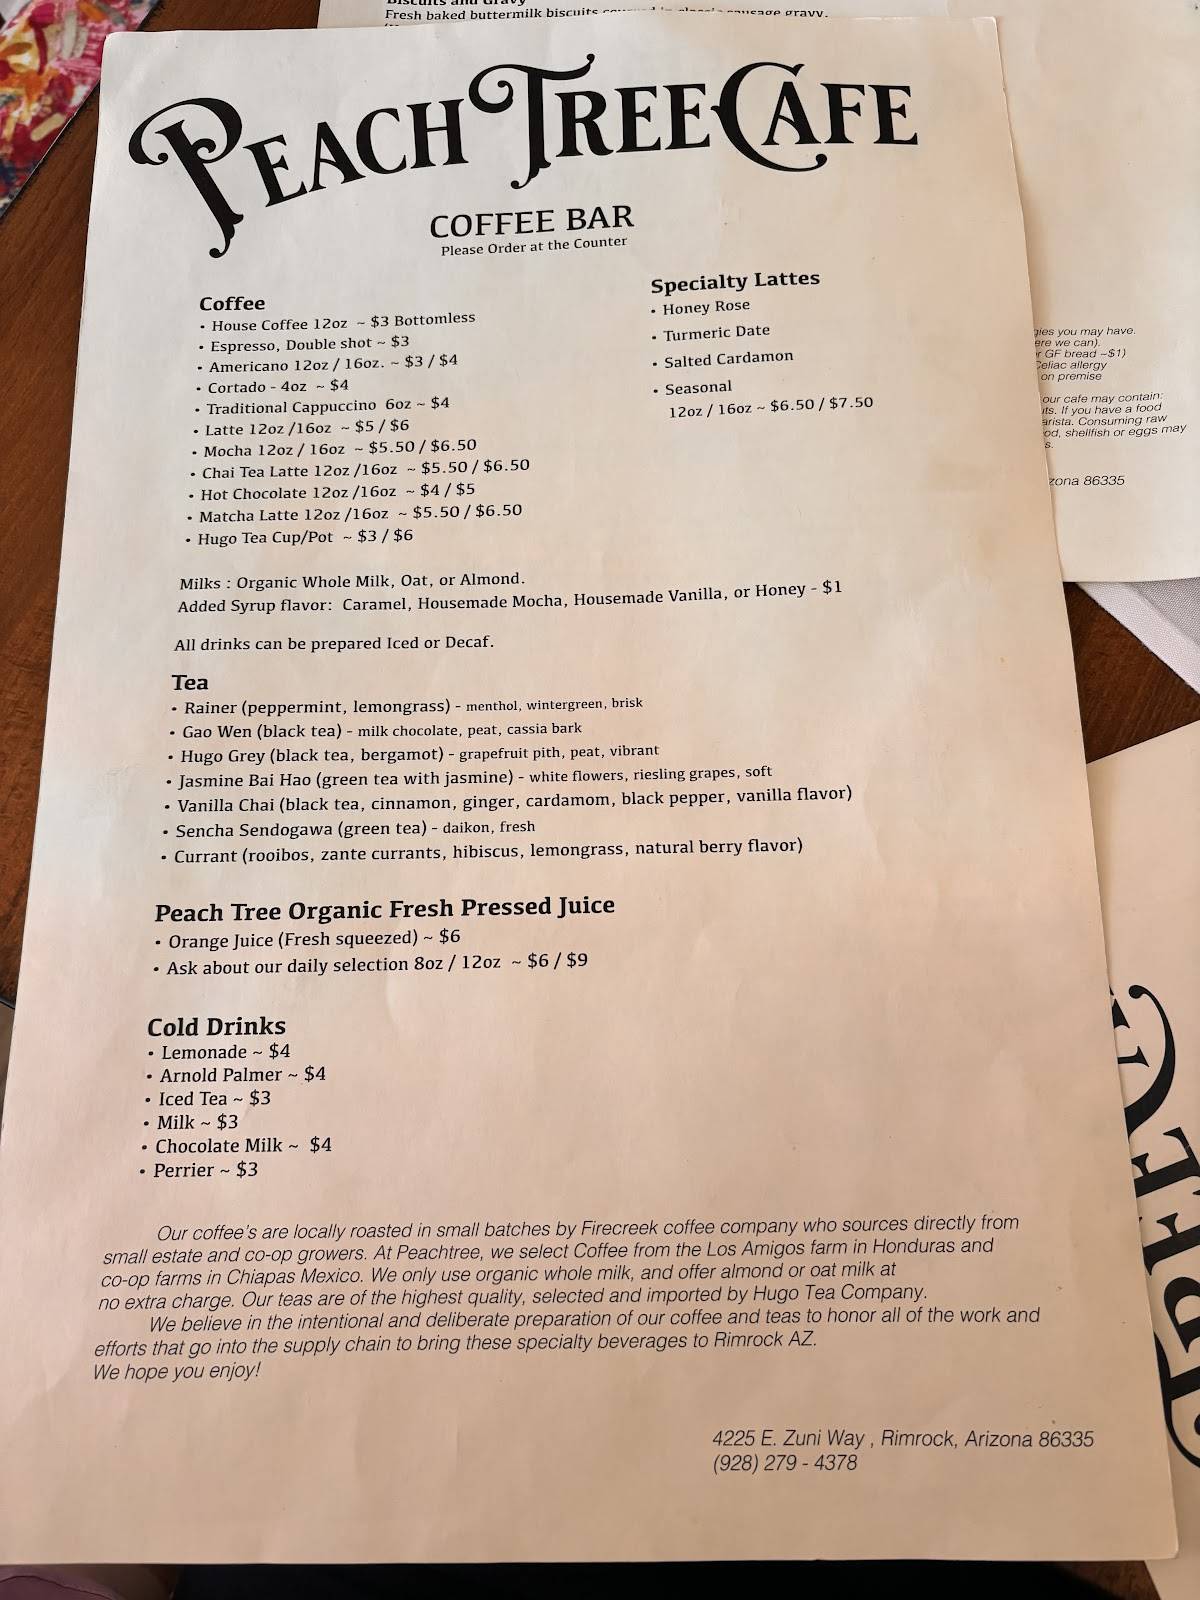 Biscuits and Gravy
Fresh baked buttermilk biscuits
PEACH TREE CAFE
COFFEE BAR
Please Order at the Counter
Coffee
• House Coffee 12oz ~ $3 Bottomless
• Espresso, Double shot ~ $3
• Americano 12oz / 16oz. ~ $3 / $4
• Cortado - 4oz ~ $4
• Traditional Cappuccino 6oz ~ $4
• Latte 12oz /16oz ~ $5 / $6
• Mocha 12oz / 16oz ~ $5.50 / $6.50
• Chai Tea Latte 12oz /16oz ~ $5.50 / $6.50
• Hot Chocolate 12oz /16oz ~ $4 / $5
• Matcha Latte 12oz /16oz ~ $5.50 / $6.50
• Hugo Tea Cup/Pot ~ $3 / $6
Specialty Lattes
• Honey Rose
• Turmeric Date
• Salted Cardamon
• Seasonal
12oz / 16oz ~ $6.50 / $7.50
Milks : Organic Whole Milk, Oat, or Almond.
Added Syrup flavor: Caramel, Housemade Mocha, Housemade Vanilla, or Honey - $1
All drinks can be prepared Iced or Decaf.
Tea
• Rainer (peppermint, lemongrass) - menthol, wintergreen, brisk
• Gao Wen (black tea) - milk chocolate, peat, cassia bark
• Hugo Grey (black tea, bergamot) - grapefruit pith, peat, vibrant
• Jasmine Bai Hao (green tea with jasmine) - white flowers, riesling grapes, soft
• Vanilla Chai (black tea, cinnamon, ginger, cardamom, black pepper, vanilla flavor)
• Sencha Sendogawa (green tea) - daikon, fresh
• Currant (rooibos, zante currants, hibiscus, lemongrass, natural berry flavor)
Peach Tree Organic Fresh Pressed Juice
• Orange Juice (Fresh squeezed) ~ $6
• Ask about our daily selection 8oz / 12oz ~ $6 / $9
Cold Drinks
• Lemonade ~ $4
• Arnold Palmer ~ $4
• Iced Tea ~ $3
• Milk ~ $3
• Chocolate Milk ~ $4
• Perrier ~ $3
Our coffee's are locally roasted in small batches by Firecreek coffee company who sources directly from
small estate and co-op growers. At Peachtree, we select Coffee from the Los Amigos farm in Honduras and
co-op farms in Chiapas Mexico. We only use organic whole milk, and offer almond or oat milk at
no extra charge. Our teas are of the highest quality, selected and imported by Hugo Tea Company.
We believe in the intentional and deliberate preparation of our coffee and teas to honor all of the work and
efforts that go into the supply chain to bring these specialty beverages to Rimrock AZ.
We hope you enjoy!
4225 E. Zuni Way , Rimrock, Arizona 86335
(928) 279 - 4378
you may have.
we can).
GF bread ~$1)
allergy
on premise
our cafe may contain:
If you have a food
Consuming raw
shellfish or eggs may
86335